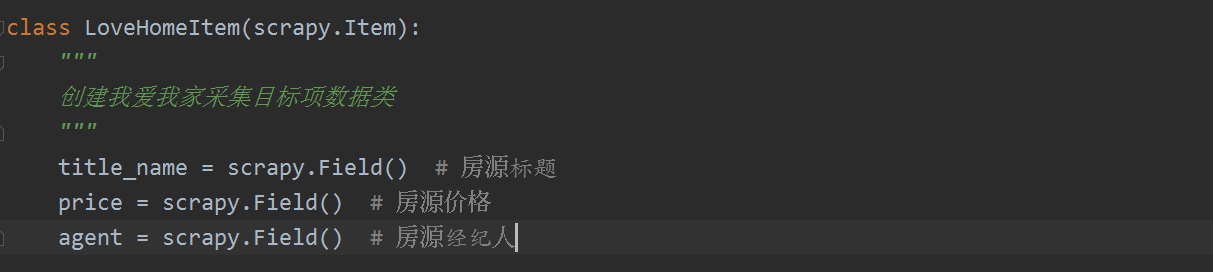 class LoveHomeItem(scrapy.Item):
    """
    创建我爱我家采集目标项数据类
    """
    title_name = scrapy.Field()  # 房源标题
    price = scrapy.Field()  # 房源价格
    agent = scrapy.Field()  # 房源经纪人